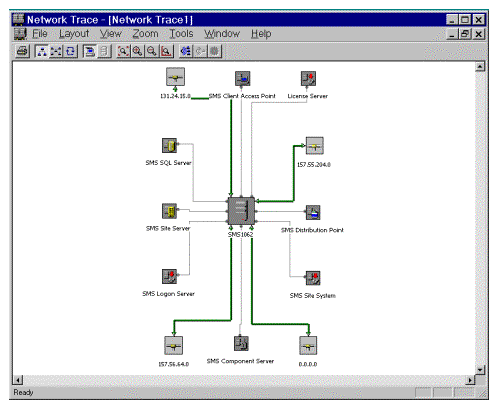 Network Trace - [Network Trace1]
File Layout View Zoom Tools Window Help
131.24.15.0
SMS Client Access Point
License Server
SMS SQL Server
157.55.204.0
SMS Site Server
SMS1062
SMS Distribution Point
SMS Logon Server
SMS Site System
157.56.64.0
SMS Component Server
0.0.0.0
Ready